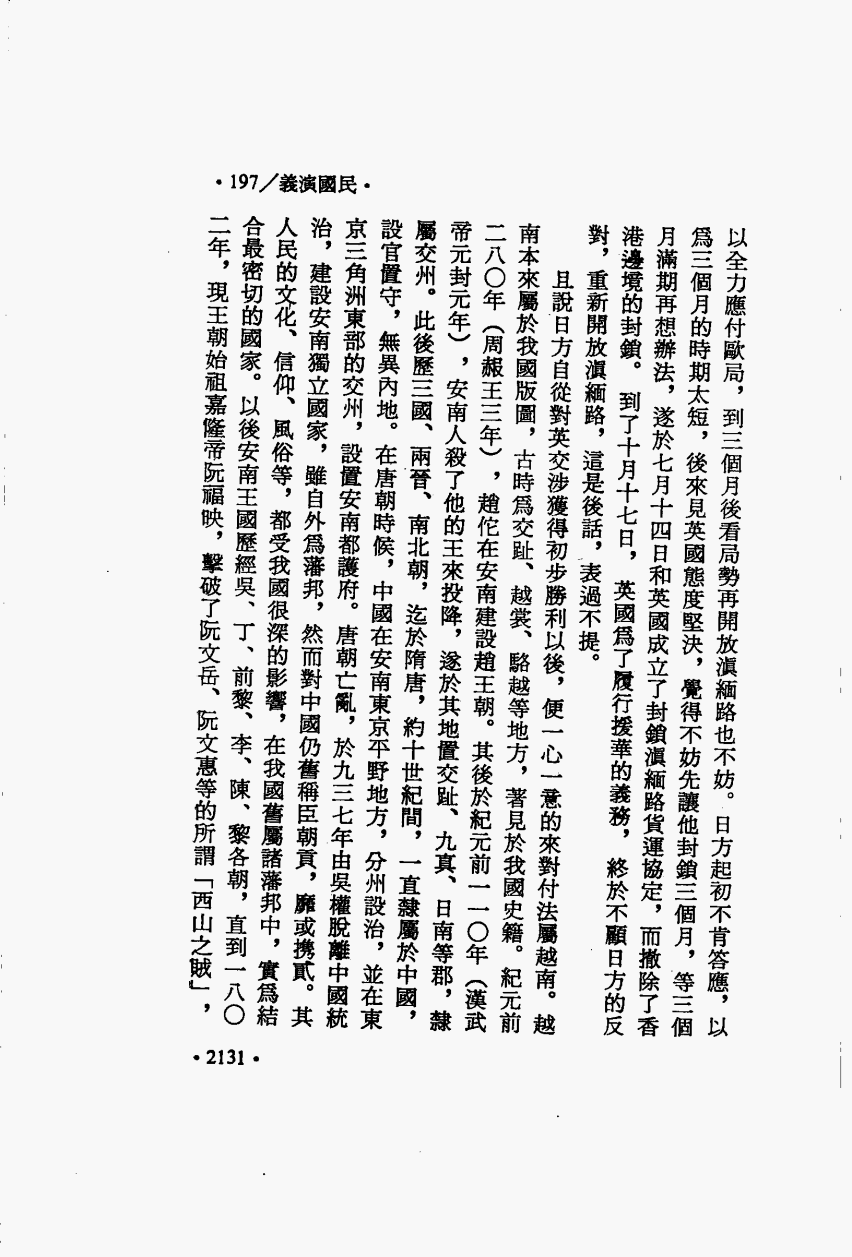 •197／義演國民•
以全力應付歐局，到三個月後看局勢再開放滇緬路也不妨。日方起初不肯答應，以
爲三個月的時期太短，後來見英國態度堅決，覺得不妨先讓他封鎖三個月，等三個
月滿期再想辦法，遂於七月十四日和英國成立了封鎖滇緬路貨運協定，而撤除了香
港邊境的封鎖。到了十月十七日，英國爲了履行援華的義務，終於不顧日方的反
對，重新開放滇緬路，這是後話，表過不提。
且說日方自從對英交涉獲得初步勝利以後，便一心一意的來對付法屬越南。越
南本來屬於我國版圖，古時爲交趾、越裳、駱越等地方，著見於我國史籍。紀元前
二八〇年（周赧王三年），趙佗在安南建設趙王朝。其後於紀元前一一〇年（漢武
帝元封元年），安南人殺了他的王來投降，遂於其地置交趾、九真、日南等郡，隸
屬交州。此後歷三國、兩晉、南北朝，迄於隋唐，約十世紀間，一直隸屬於中國，
設官置守，無異內地。在唐朝時候，中國在安南東京平野地方，分州設治，並在東
京三角洲東部的交州，設置安南都護府。唐朝亡亂，於九三七年由吳權脫離中國統
治，建設安南獨立國家，雖自外爲藩邦，然而對中國仍舊稱臣朝貢，靡或携貳。其
人民的文化、信仰、風俗等，都受我國很深的影響，在我國舊屬諸藩邦中，實爲結
合最密切的國家。以後安南王國歷經吳、丁、前黎、李、陳、黎各朝，直到一八〇
二年，現王朝始祖嘉隆帝阮福映，擊破了阮文岳、阮文惠等的所謂「西山之賊」，
•2131•